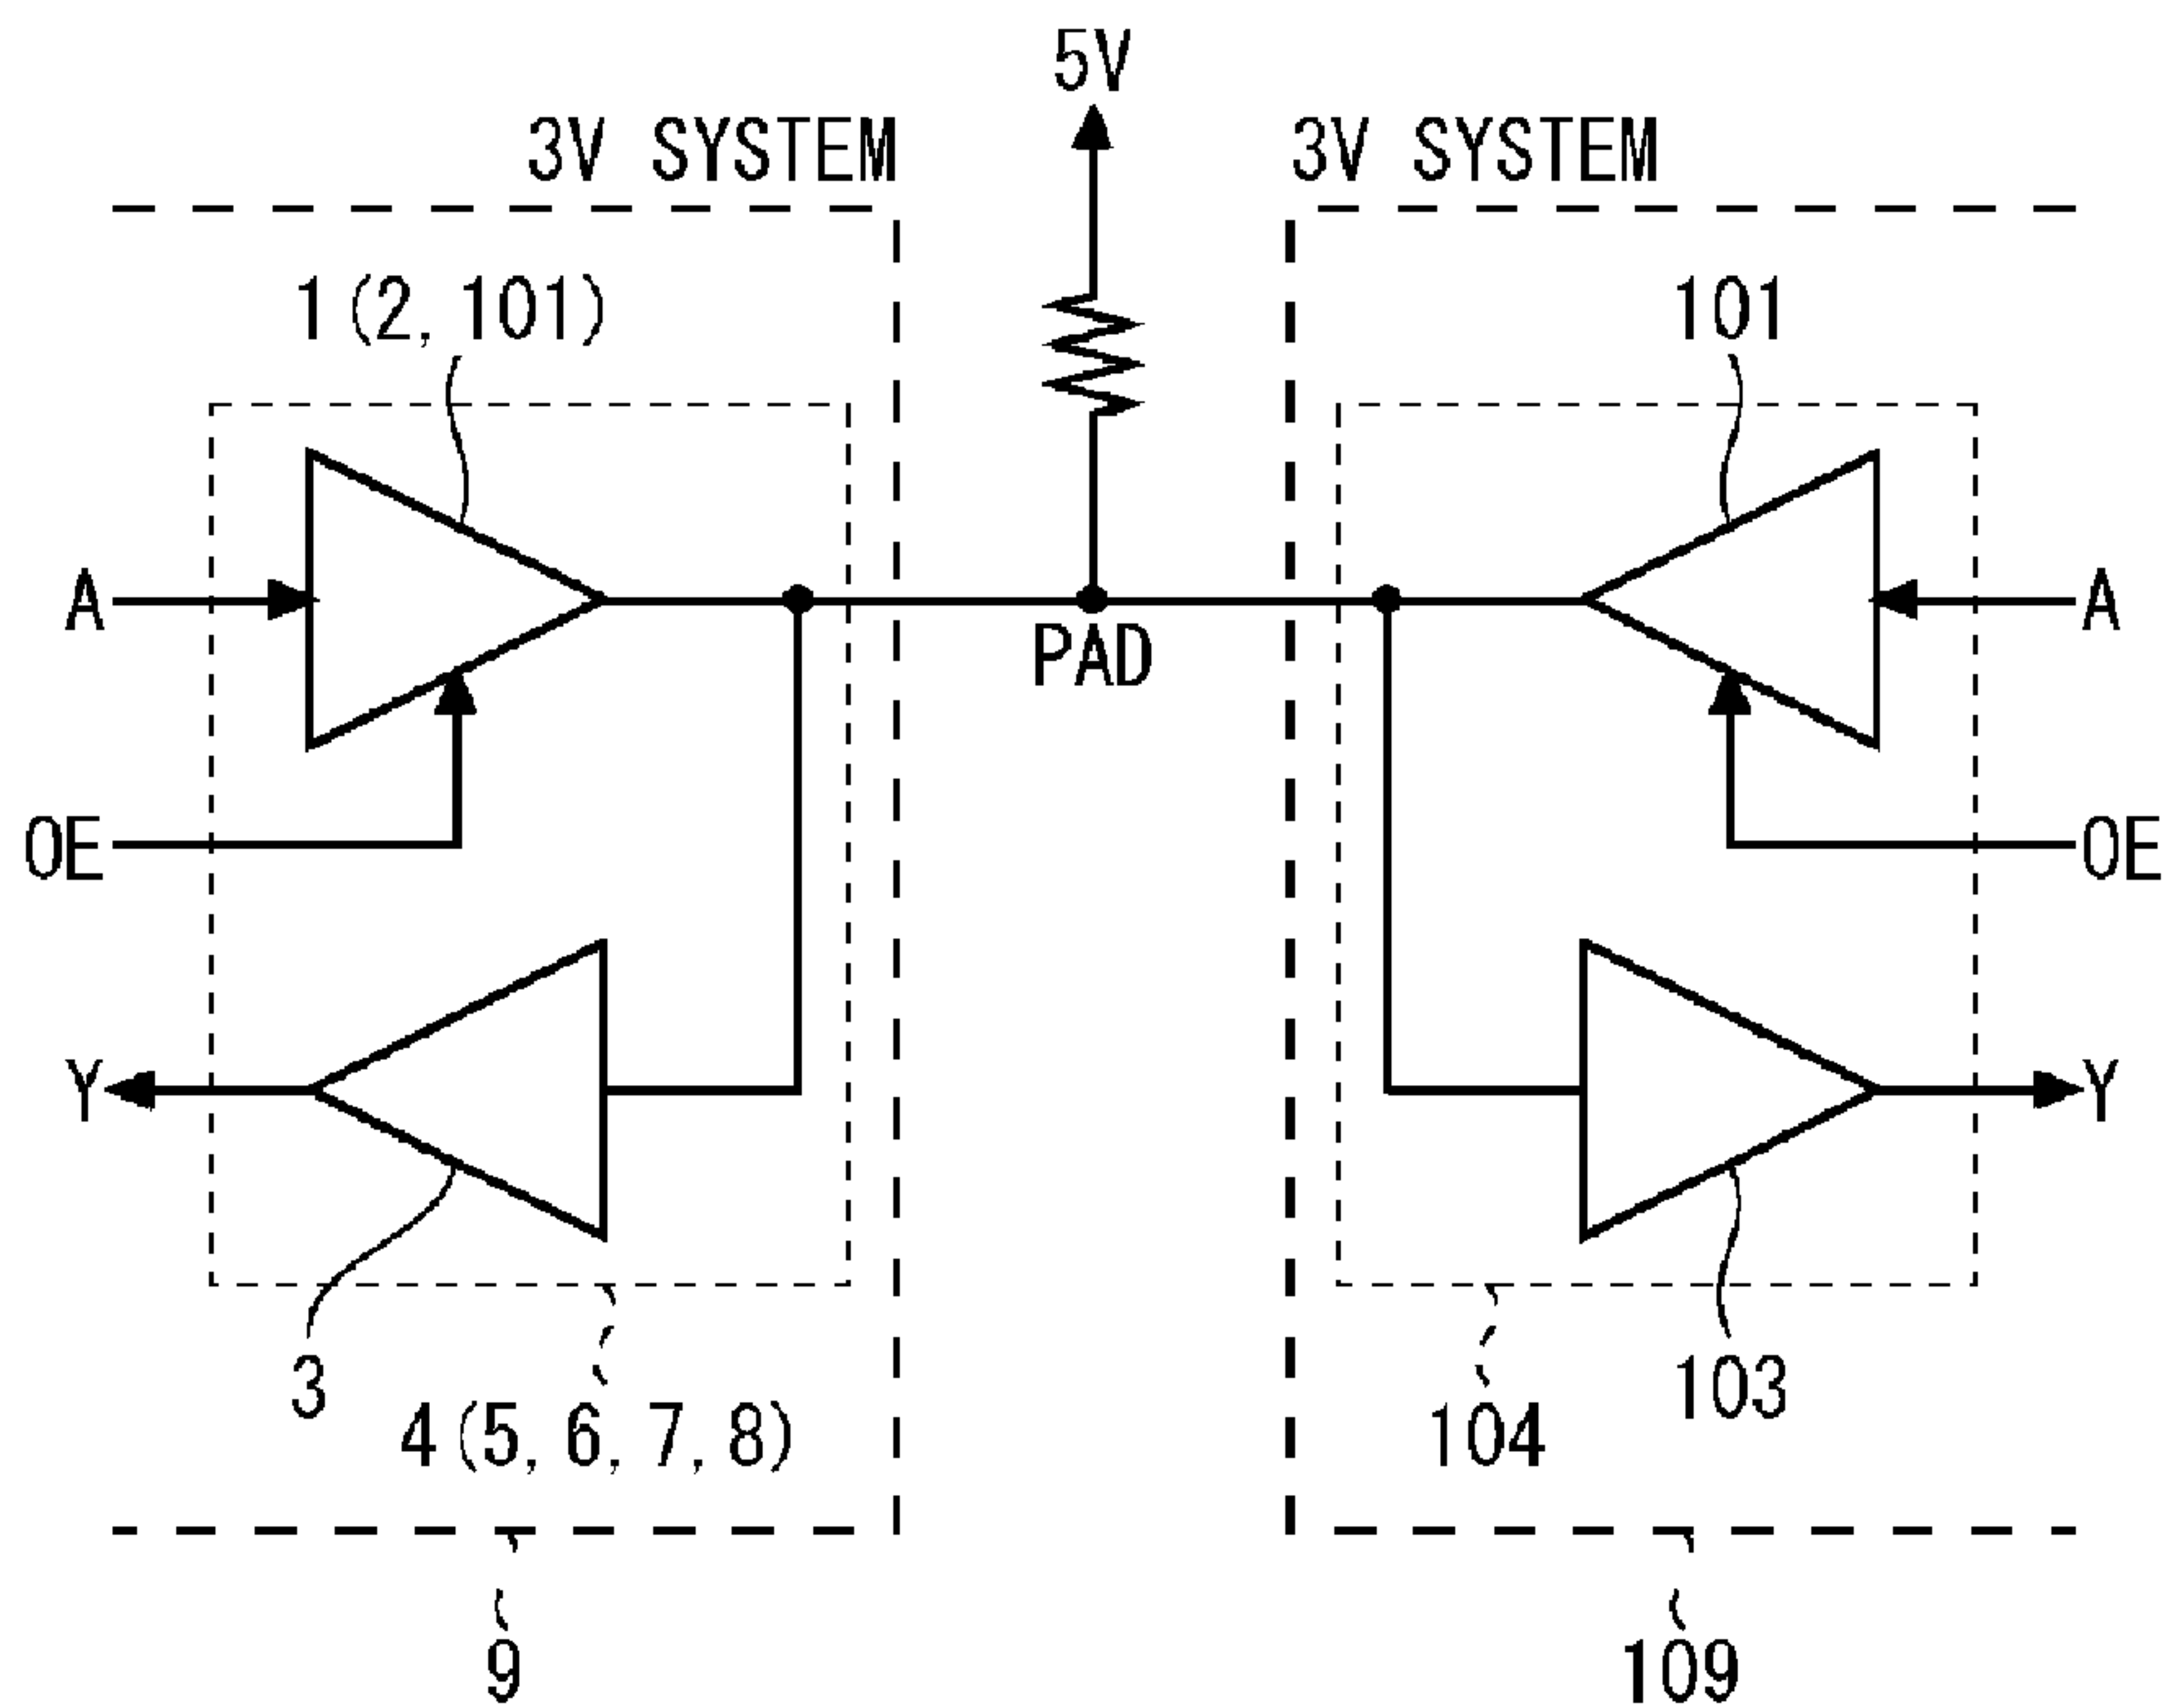 5V
3V SYSTEM
3V SYSTEM
1(2, 101)
101
A
A
PAD
OE
OE
Y
Y
3
103
4(5, 6, 7, 8)
104
9
109